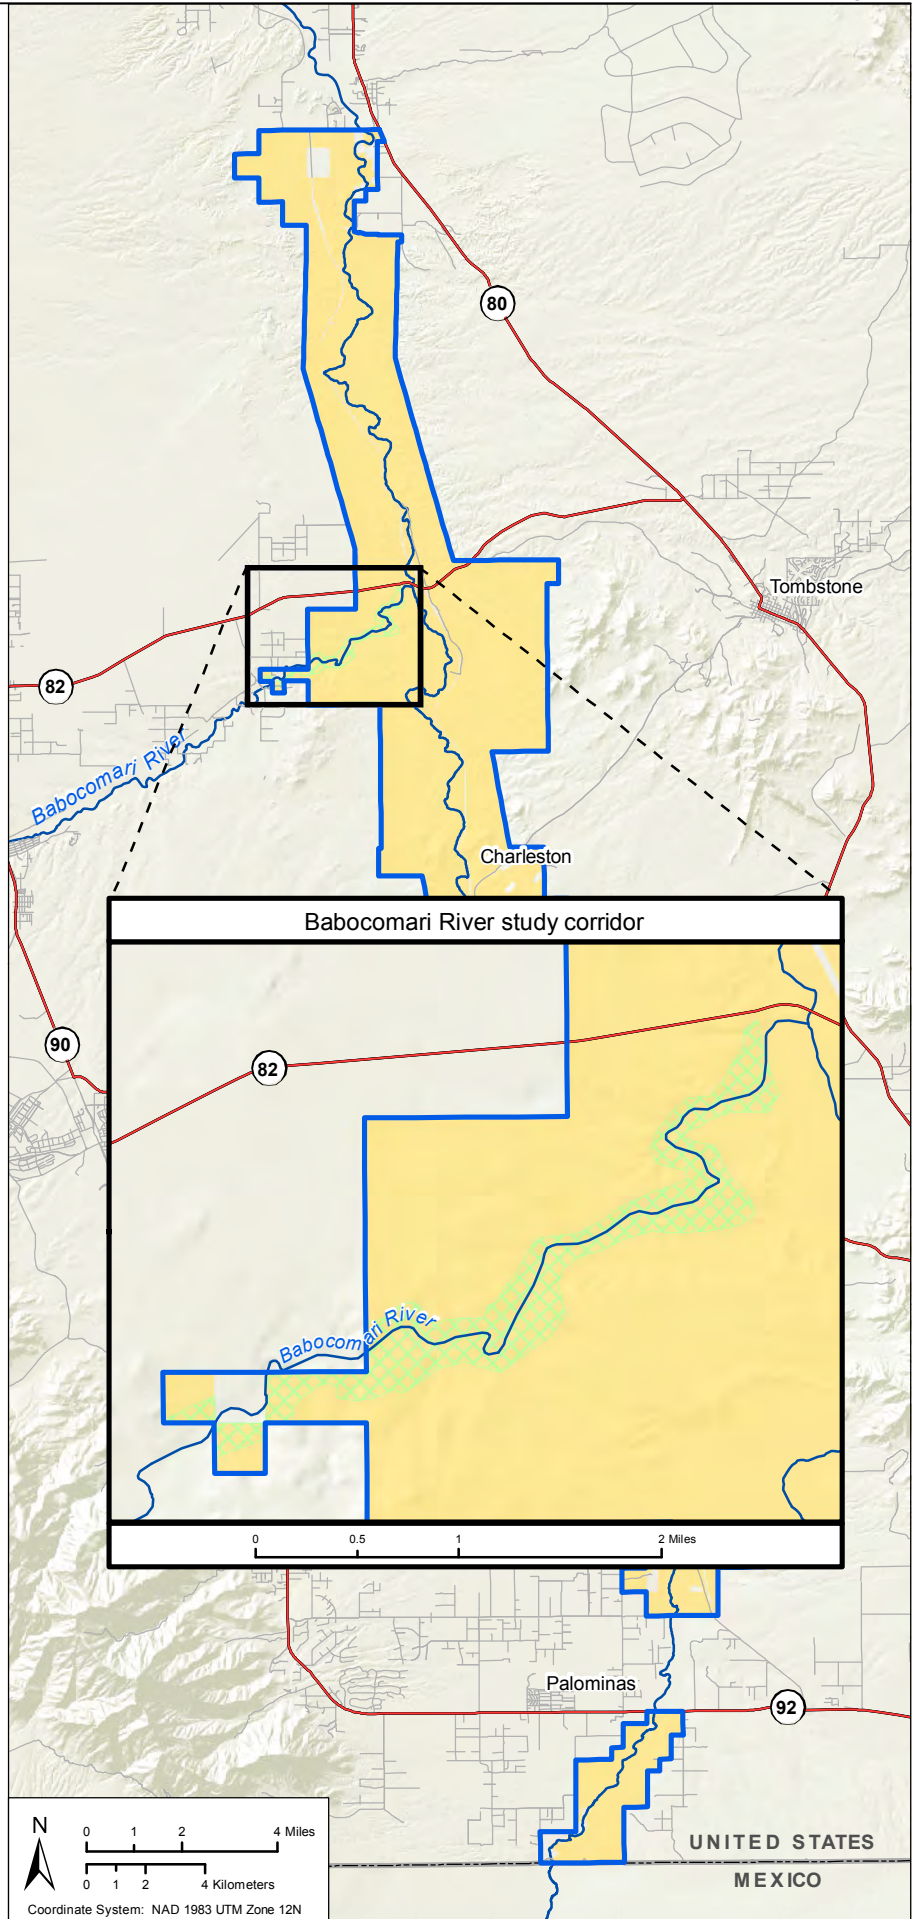 80
Tombstone
82
Babocomari River
Charleston
Babocomari River study corridor
90
82
Babocomari River
0 0.5 1 2 Miles
Palominas
92
N
0 1 2 4 Miles
0 1 2 4 Kilometers
Coordinate System: NAD 1983 UTM Zone 12N
UNITED STATES
MEXICO